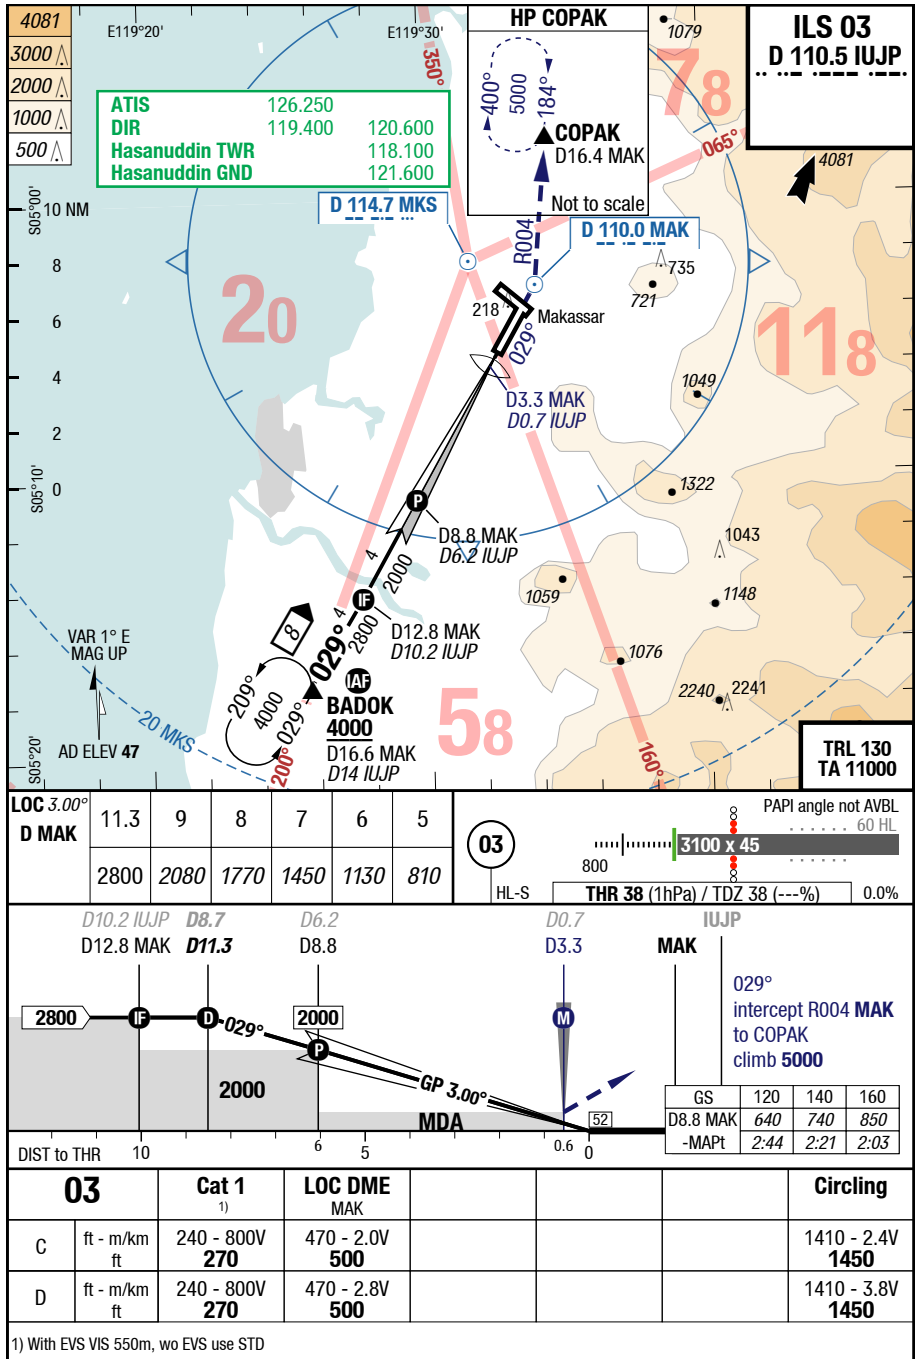 4081
3000
2000
1000
500
E119°20'
E119°30'
HP COPAK
400°
5000
184°
COPAK
D16.4 MAK
Not to scale
1079
ILS 03
D 110.5 IUJP
78
350°
065°
4081
ATIS 126.250
DIR 119.400 120.600
Hasanuddin TWR 118.100
Hasanuddin GND 121.600
S05°00'
10 NM
D 114.7 MKS
R004
D 110.0 MAK
8
735
721
20
218
Makassar
6
118
029°
4
1049
D3.3 MAK
D0.7 IUJP
2
S05°10'
0
1322
P
D8.8 MAK
D6.2 IUJP
1043
4
2000
1059
IF
1148
D12.8 MAK
D10.2 IUJP
VAR 1° E
MAG UP
8
4
2800
029°
1076
209°
4000
029°
IAF
BADOK
4000
D16.6 MAK
D14 IUJP
58
2240
2241
20 MKS
AD ELEV 47
S05°20'
200°
160°
TRL 130
TA 11000
LOC 3.00°
D MAK 11.3 9 8 7 6 5
2800 2080 1770 1450 1130 810
03
HL-S
PAPI angle not AVBL
60 HL
3100 x 45
800
THR 38 (1hPa) / TDZ 38 (---%) 0.0%
D10.2 IUJP D8.7 D6.2 D0.7 IUJP
D12.8 MAK D11.3 D8.8 D3.3 MAK
029°
intercept R004 MAK
to COPAK
climb 5000
2800 IF D 029° 2000 M
P
GP 3.00°
2000
MDA
52
GS 120 140 160
D8.8 MAK 640 740 850
-MAPt 2:44 2:21 2:03
DIST to THR 10 6 5 0.6 0
03 Cat 1 LOC DME Circling
1) MAK
C ft - m/km 240 - 800V 470 - 2.0V 1410 - 2.4V
ft 270 500 1450
D ft - m/km 240 - 800V 470 - 2.8V 1410 - 3.8V
ft 270 500 1450
1) With EVS VIS 550m, wo EVS use STD